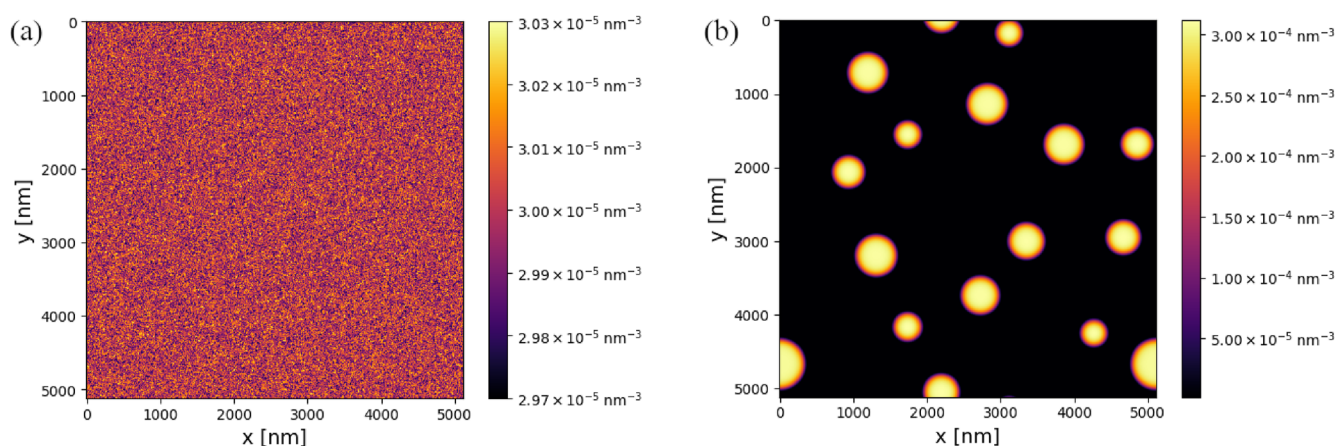 (a)
0
1000
2000
3000
4000
5000
y [nm]
0 1000 2000 3000 4000 5000
x [nm]
3.03 × 10⁻⁵ nm⁻³
3.02 × 10⁻⁵ nm⁻³
3.01 × 10⁻⁵ nm⁻³
3.00 × 10⁻⁵ nm⁻³
2.99 × 10⁻⁵ nm⁻³
2.98 × 10⁻⁵ nm⁻³
2.97 × 10⁻⁵ nm⁻³
(b)
0
1000
2000
3000
4000
5000
y [nm]
0 1000 2000 3000 4000 5000
x [nm]
3.00 × 10⁻⁴ nm⁻³
2.50 × 10⁻⁴ nm⁻³
2.00 × 10⁻⁴ nm⁻³
1.50 × 10⁻⁴ nm⁻³
1.00 × 10⁻⁴ nm⁻³
5.00 × 10⁻⁵ nm⁻³